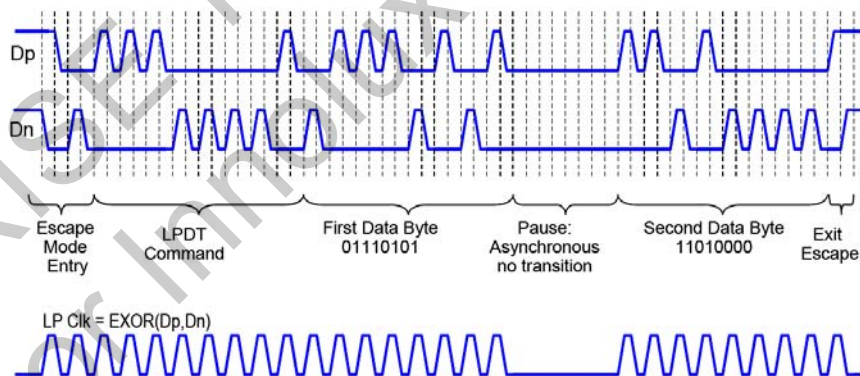 Dp
Dn
Escape
Mode
Entry
LPDT
Command
First Data Byte
01110101
Pause:
Asynchronous
no transition
Second Data Byte
11010000
Exit
Escape
LP Clk = EXOR(Dp,Dn)